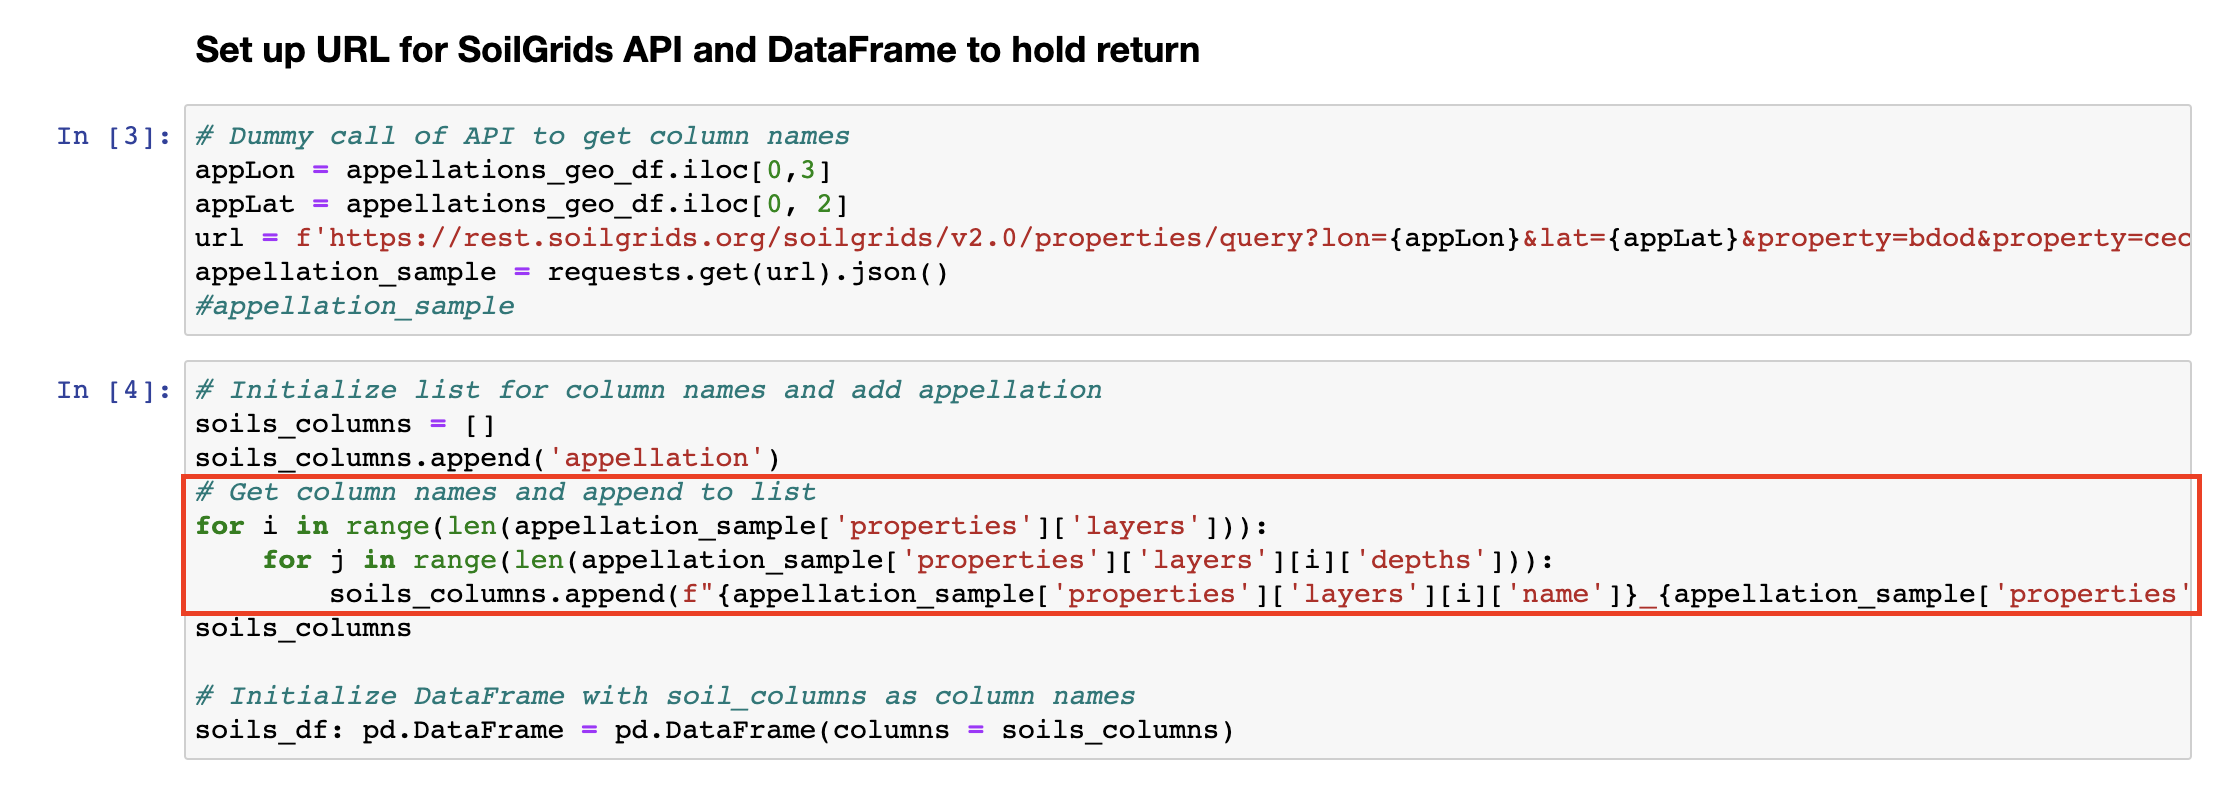 Set up URL for SoilGrids API and DataFrame to hold return
In [3]:
# Dummy call of API to get column names
appLon = appellations_geo_df.iloc[0,3]
appLat = appellations_geo_df.iloc[0, 2]
url = f'https://rest.soilgrids.org/soilgrids/v2.0/properties/query?lon={appLon}&lat={appLat}&property=bdod&property=cec
appellation_sample = requests.get(url).json()
#appellation_sample
In [4]:
# Initialize list for column names and add appellation
soils_columns = []
soils_columns.append('appellation')
# Get column names and append to list
for i in range(len(appellation_sample['properties']['layers'])):
    for j in range(len(appellation_sample['properties']['layers'][i]['depths'])):
        soils_columns.append(f"{appellation_sample['properties']['layers'][i]['name']}_{appellation_sample['properties'
soils_columns
# Initialize DataFrame with soil_columns as column names
soils_df: pd.DataFrame = pd.DataFrame(columns = soils_columns)